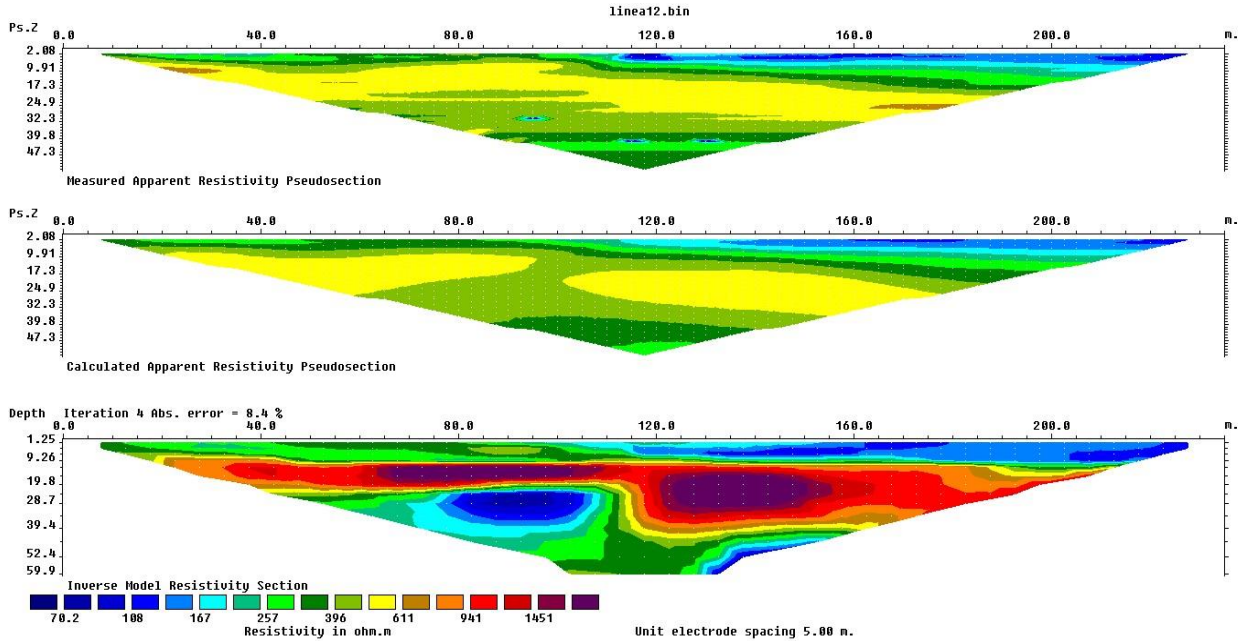 linea12.bin
Ps.Z 0.0 40.0 80.0 120.0 160.0 200.0 m.
2.08
9.91
17.3
24.9
32.3
39.8
47.3
Measured Apparent Resistivity Pseudosection
Ps.Z 0.0 40.0 80.0 120.0 160.0 200.0 m.
2.08
9.91
17.3
24.9
32.3
39.8
47.3
Calculated Apparent Resistivity Pseudosection
Depth Iteration 4 Abs. error = 8.4 %
0.0 40.0 80.0 120.0 160.0 200.0 m.
1.25
9.26
19.8
28.7
39.4
52.4
59.9
Inverse Model Resistivity Section
70.2 108 167 257 396 611 941 1451
Resistivity in ohm.m Unit electrode spacing 5.00 m.